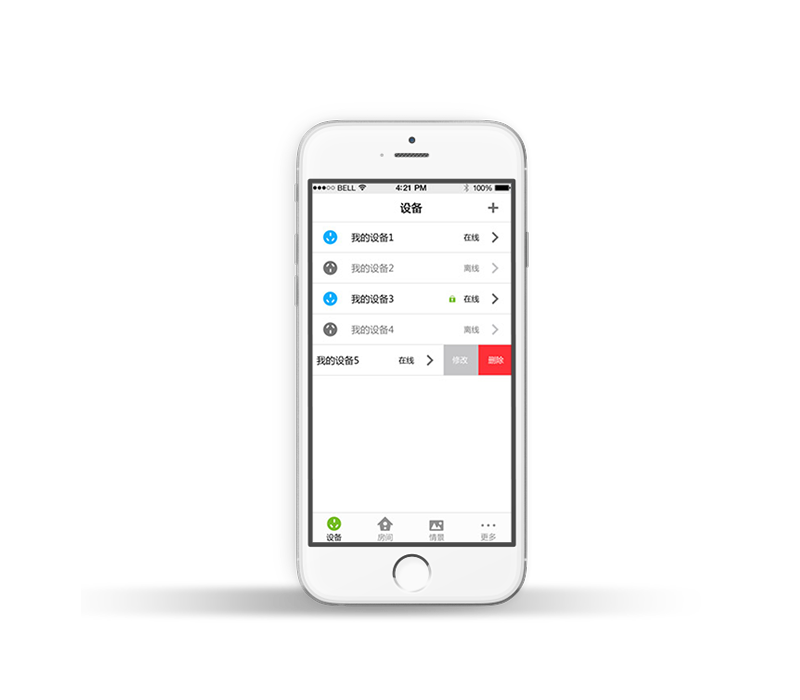 BELL 4:21 PM 100%
设备
我的设备1 在线
我的设备2 离线
我的设备3 在线
我的设备4 离线
我的设备5 在线 修改 删除
设备 房间 情景 更多